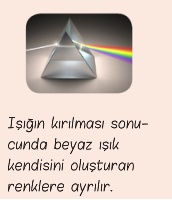 Işığın kırılması sonu-
cunda beyaz ışık
kendisini oluşturan
renklere ayrılır.